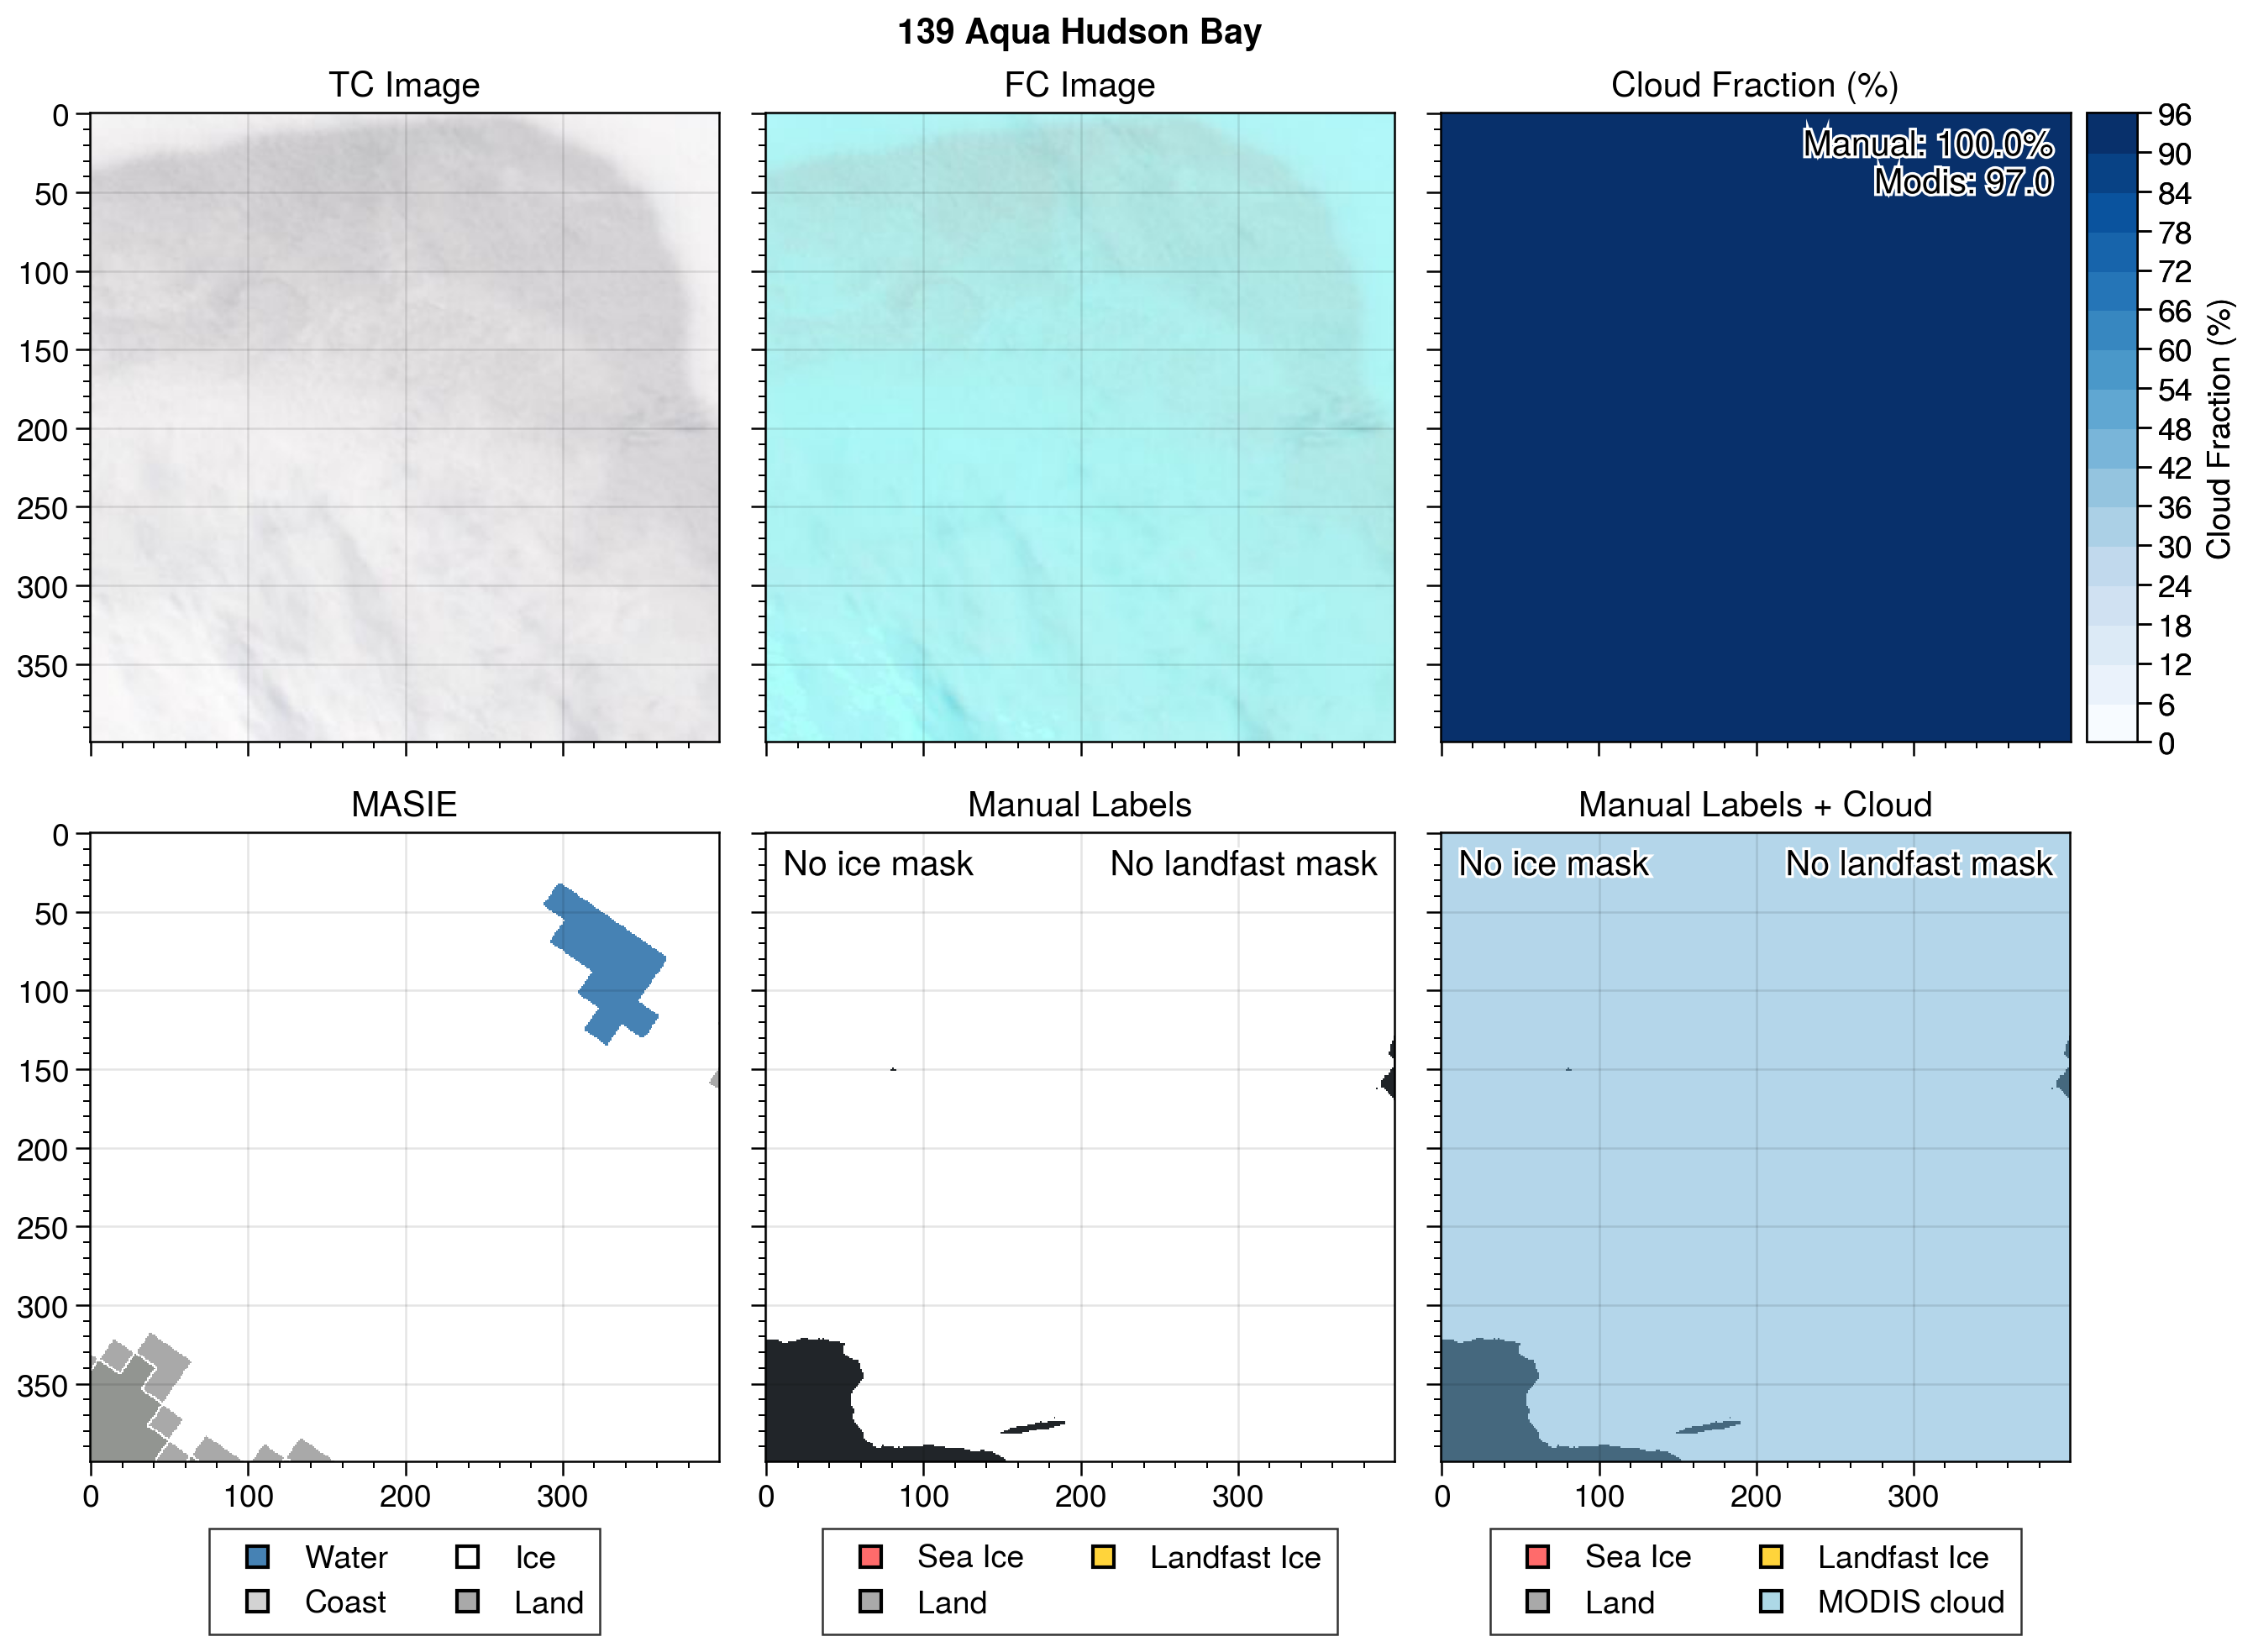 139 Aqua Hudson Bay
TC Image
FC Image
Cloud Fraction (%)
0
50
100
150
200
250
300
350
Manual: 100.0%
Modis: 97.0
96
90
84
78
72
66
60
54
48
42
36
30
24
18
12
6
0
Cloud Fraction (%)
MASIE
Manual Labels
Manual Labels + Cloud
0
50
100
150
200
250
300
350
No ice mask
No landfast mask
No ice mask
No landfast mask
0 100 200 300
0 100 200 300
0 100 200 300
Water Ice
Coast Land
Sea Ice Landfast Ice
Land
Sea Ice Landfast Ice
Land MODIS cloud